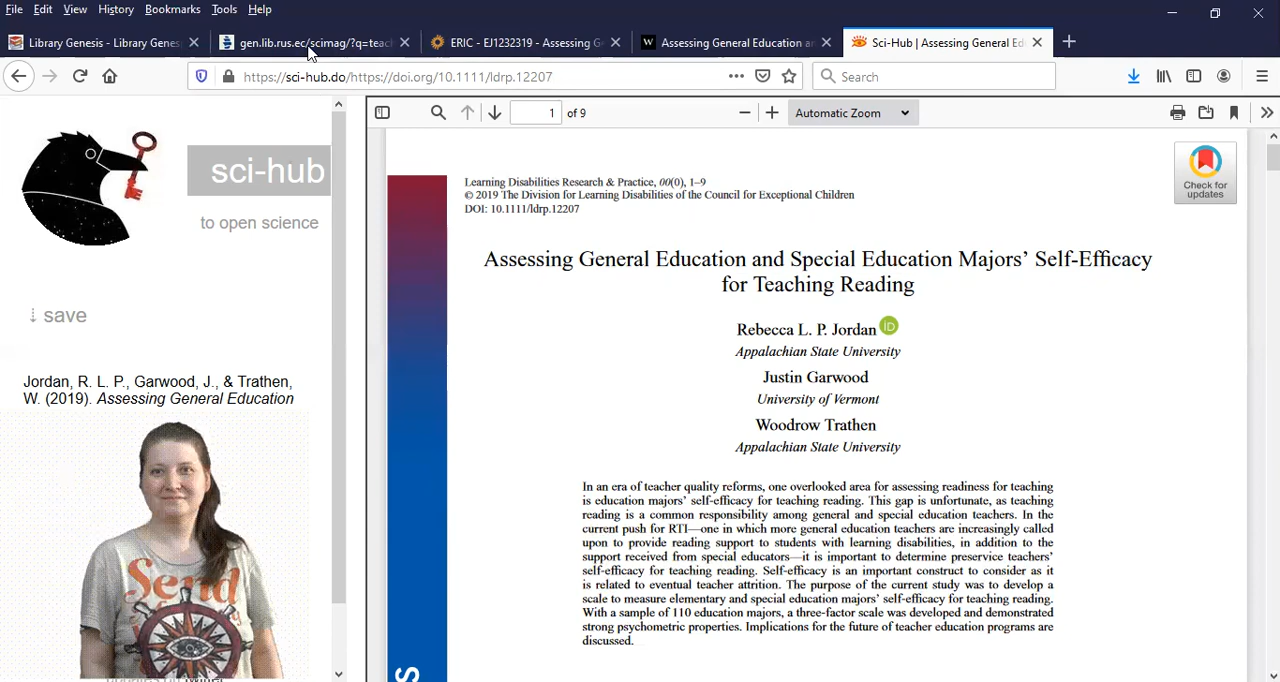 File Edit View History Bookmarks Tools Help
Library Genesis - Library Genes
gen.lib.rus.ec/scimag/?q=teac
ERIC - EJ1232319 - Assessing G
W Assessing General Education an
Sci-Hub | Assessing General Ed
https://sci-hub.do/https://doi.org/10.1111/ldrp.12207
Search
1 of 9
Automatic Zoom
sci-hub
to open science
⇣ save
Jordan, R. L. P., Garwood, J., & Trathen,
W. (2019). Assessing General Education
Send
Learning Disabilities Research & Practice, 00(0), 1–9
© 2019 The Division for Learning Disabilities of the Council for Exceptional Children
DOI: 10.1111/ldrp.12207
Check for
updates
Assessing General Education and Special Education Majors' Self-Efficacy
for Teaching Reading
Rebecca L. P. Jordan iD
Appalachian State University
Justin Garwood
University of Vermont
Woodrow Trathen
Appalachian State University
In an era of teacher quality reforms, one overlooked area for assessing readiness for teaching
is education majors' self-efficacy for teaching reading. This gap is unfortunate, as teaching
reading is a common responsibility among general and special education teachers. In the
current push for RTI—one in which more general education teachers are increasingly called
upon to provide reading support to students with learning disabilities, in addition to the
support received from special educators—it is important to determine preservice teachers'
self-efficacy for teaching reading. Self-efficacy is an important construct to consider as it
is related to eventual teacher attrition. The purpose of the current study was to develop a
scale to measure elementary and special education majors' self-efficacy for teaching reading.
With a sample of 110 education majors, a three-factor scale was developed and demonstrated
strong psychometric properties. Implications for the future of teacher education programs are
discussed.
S